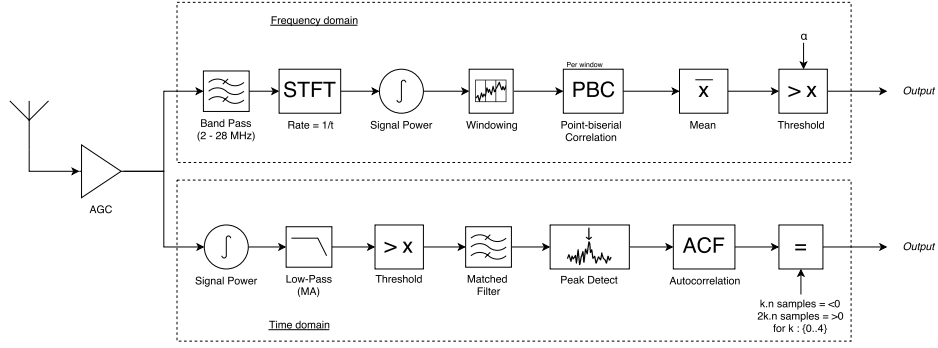 Frequency domain
α
Per window
STFT
PBC
x
> x
Output
Band Pass
(2 - 28 MHz)
Rate = 1/t
Signal Power
Windowing
Point-biserial
Correlation
Mean
Threshold
AGC
> x
ACF
=
Output
Signal Power
Low-Pass
(MA)
Threshold
Matched
Filter
Peak Detect
Autocorrelation
k.n samples = <0
2k.n samples = >0
for k : {0..4}
Time domain